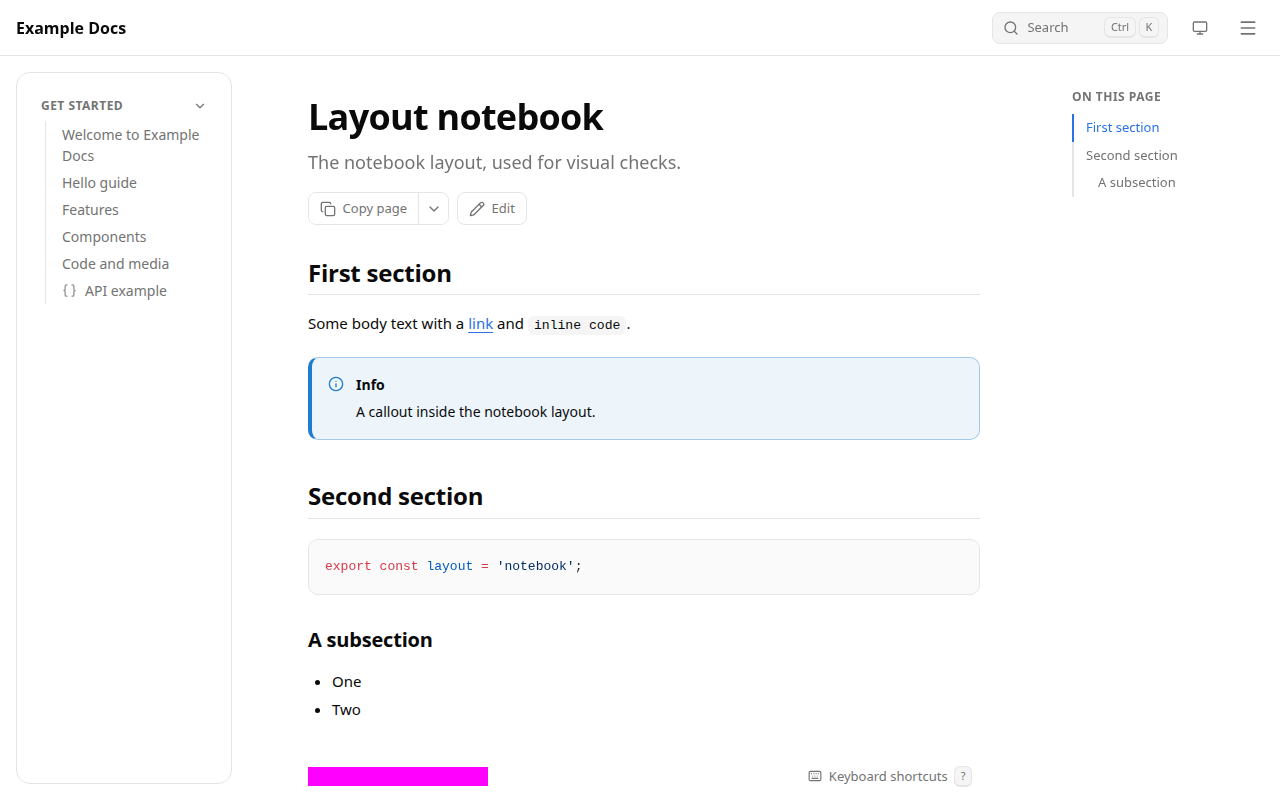 Example Docs
Search
Ctrl K
GET STARTED
Welcome to Example
Docs
Hello guide
Features
Components
Code and media
{} API example
Layout notebook
The notebook layout, used for visual checks.
Copy page
Edit
First section
Some body text with a link and inline code.
Info
A callout inside the notebook layout.
Second section
export const layout = 'notebook';
A subsection
• One
• Two
Keyboard shortcuts ?
ON THIS PAGE
First section
Second section
A subsection